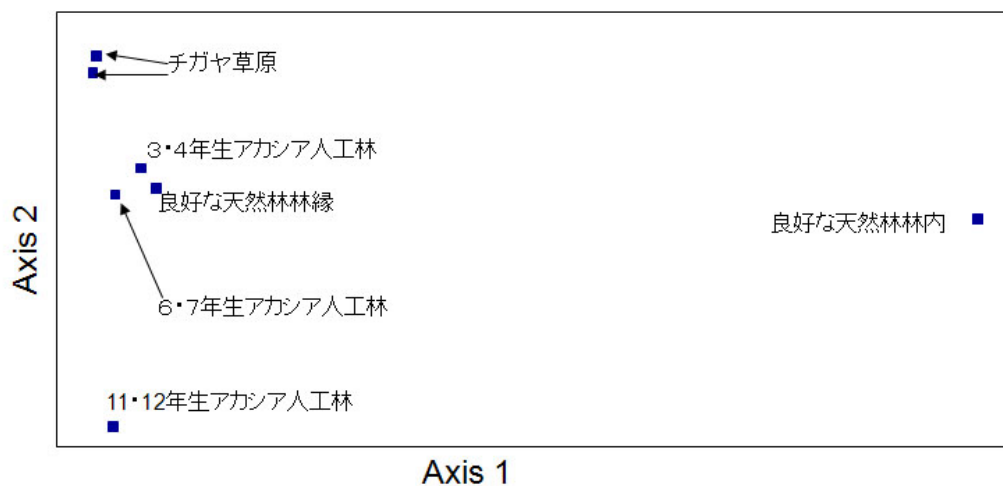 チガヤ草原
３・４年生アカシア人工林
良好な天然林林縁
良好な天然林林内
６・７年生アカシア人工林
11・12年生アカシア人工林
Axis 1
Axis 2